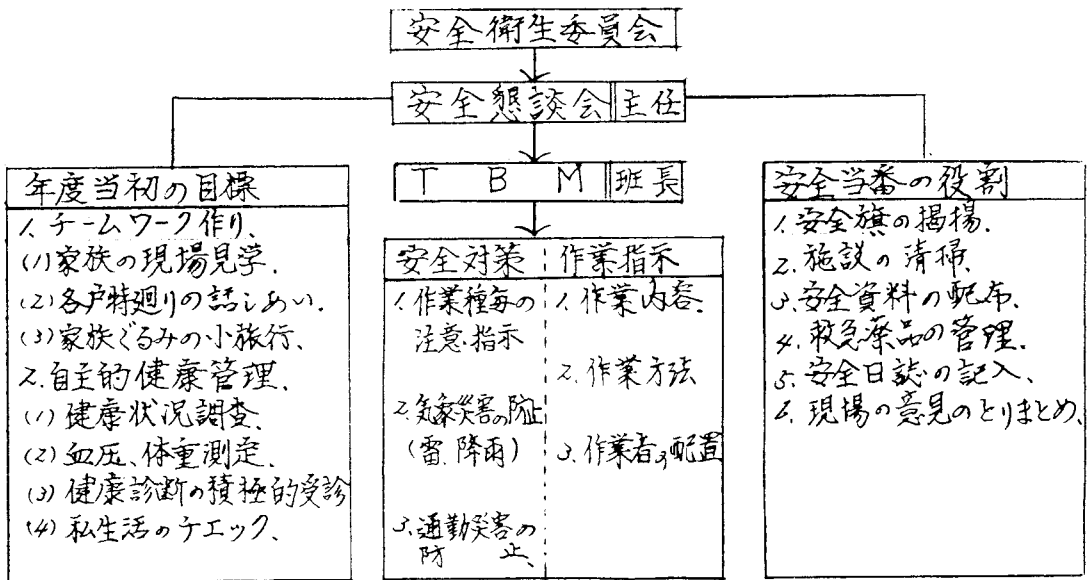 安全衛生委員会
安全懇談会 主任
T B M 班長
年度当初の目標
1. チームワーク作り、
(1)家族の現場見学、
(2)各戸持廻りの話しあい、
(3)家族ぐるみの小旅行、
2. 自主的健康管理、
(1)健康状況調査、
(2)血圧、体重測定、
(3)健康診断の積極的受診
(4)私生活のチェック、
安全対策
1. 作業種毎の
注意、指示
2. 気象災害の防止
(雷、降雨)
3. 通勤災害の
防 止、
作業指示
1. 作業内容、
2. 作業方法
3. 作業者の配置
安全当番の役割
1. 安全旗の掲揚、
2. 施設の清掃、
3. 安全資料の配布、
4. 救急薬品の管理、
5. 安全日誌の記入、
6. 現場の意見のとりまとめ、